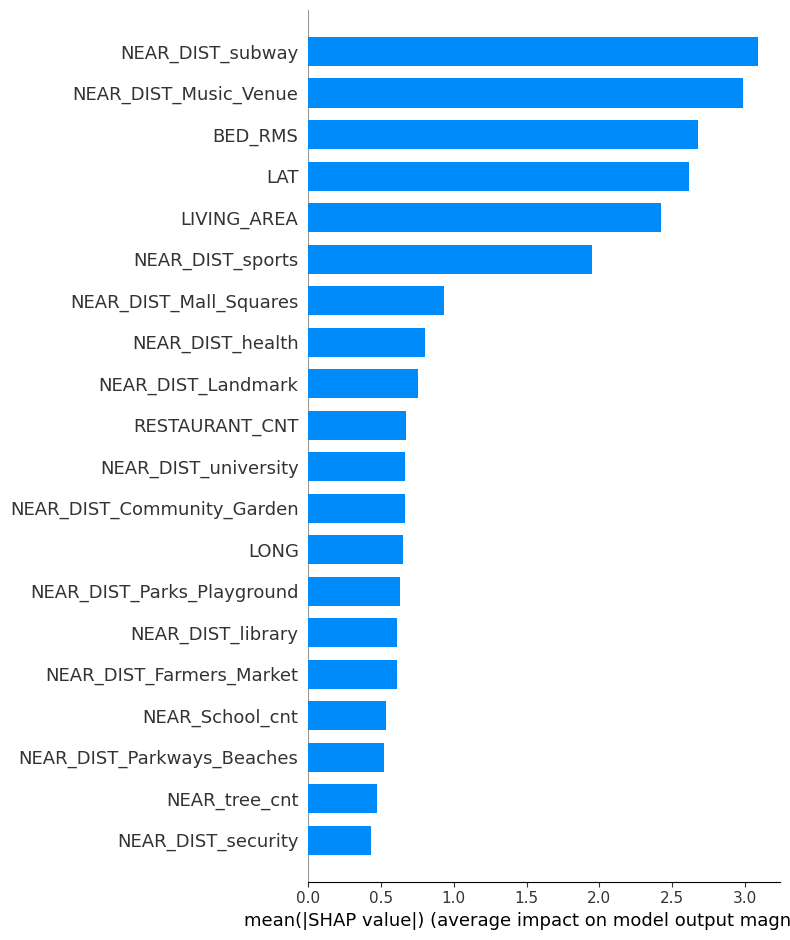 NEAR_DIST_subway
NEAR_DIST_Music_Venue
BED_RMS
LAT
LIVING_AREA
NEAR_DIST_sports
NEAR_DIST_Mall_Squares
NEAR_DIST_health
NEAR_DIST_Landmark
RESTAURANT_CNT
NEAR_DIST_university
NEAR_DIST_Community_Garden
LONG
NEAR_DIST_Parks_Playground
NEAR_DIST_library
NEAR_DIST_Farmers_Market
NEAR_School_cnt
NEAR_DIST_Parkways_Beaches
NEAR_tree_cnt
NEAR_DIST_security
0.0 0.5 1.0 1.5 2.0 2.5 3.0
mean(|SHAP value|) (average impact on model output magn